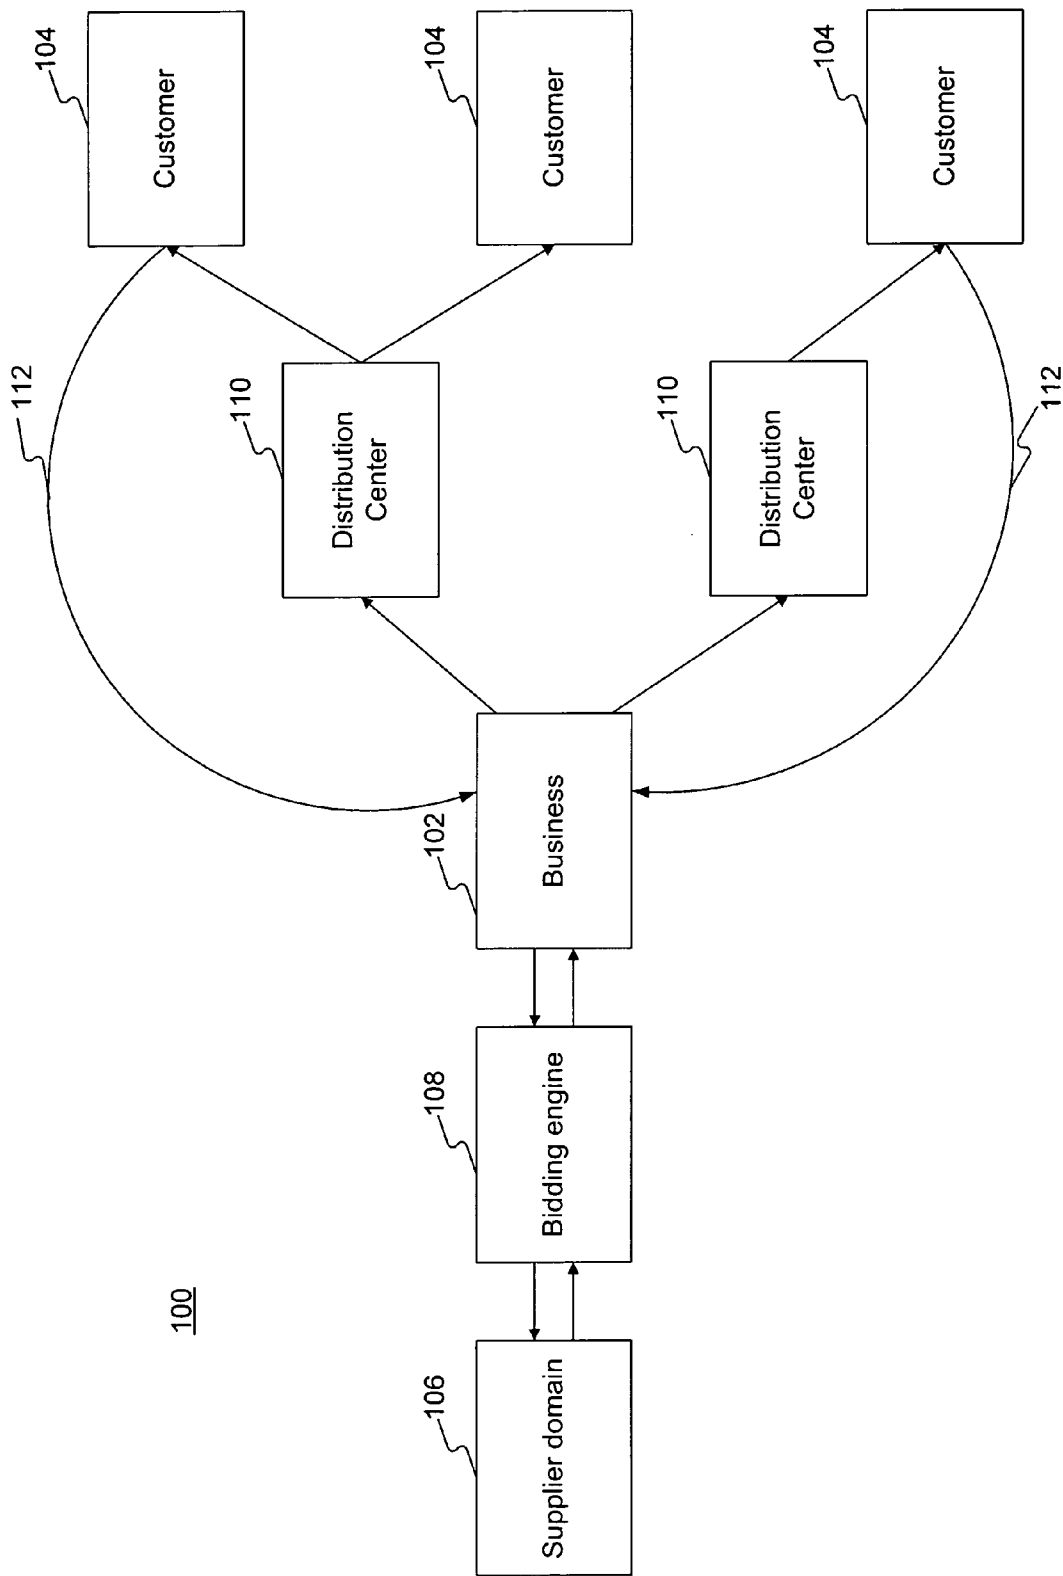 100
106
Supplier domain
108
Bidding engine
102
Business
112
110
Distribution
Center
110
Distribution
Center
112
104
Customer
104
Customer
104
Customer